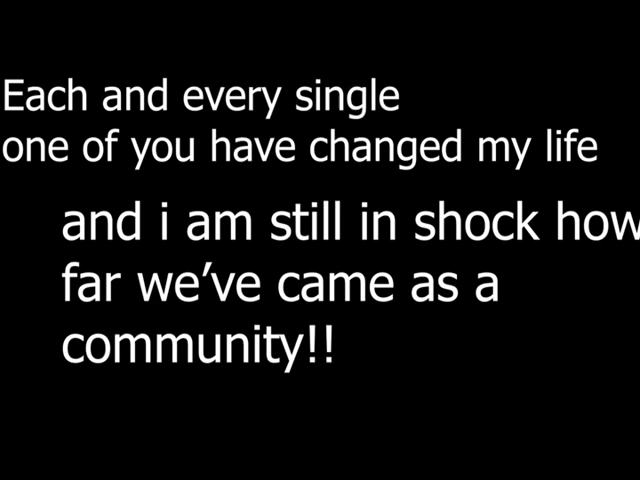 Each and every single
one of you have changed my life
and i am still in shock how
far we’ve came as a
community!!